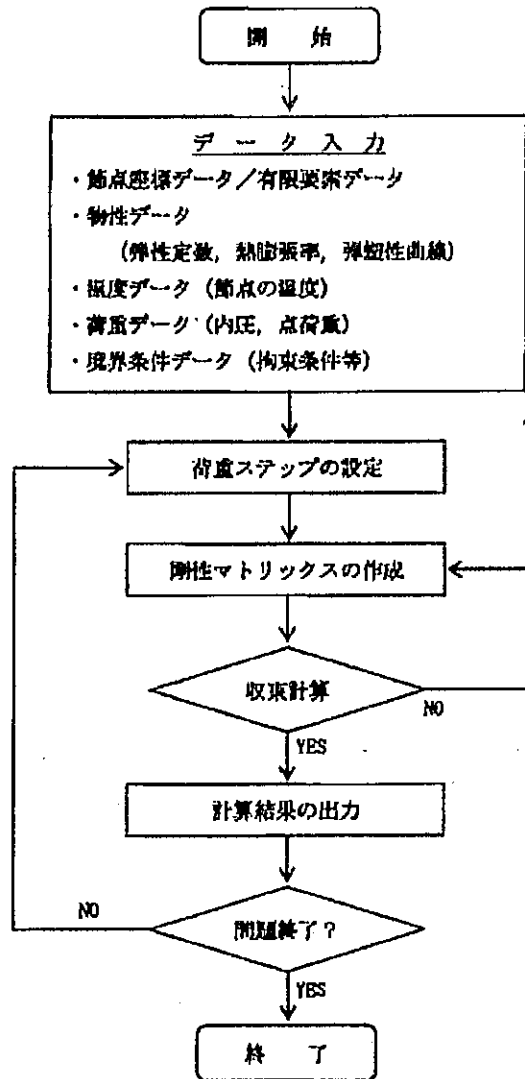 開 始
デ ー タ 入 力
・節点座標データ/有限要素データ
・物性データ
(弾性定数, 熱膨張率, 弾塑性曲線)
・温度データ (節点の温度)
・荷重データ (内圧, 点荷重)
・境界条件データ (拘束条件等)
荷重ステップの設定
剛性マトリックスの作成
収束計算
NO
YES
計算結果の出力
NO
問題終了?
YES
終 了